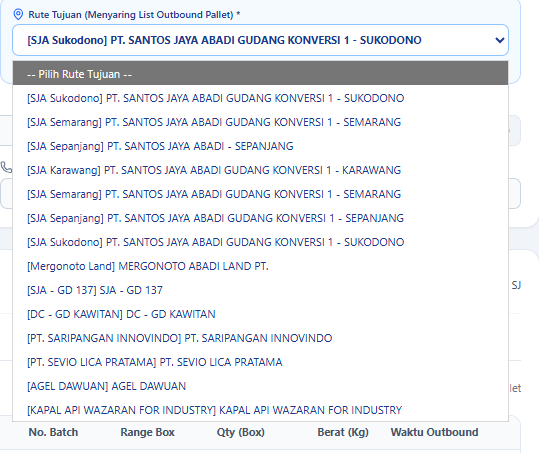 Rute Tujuan (Menyaring List Outbound Pallet) *
[SJA Sukodono] PT. SANTOS JAYA ABADI GUDANG KONVERSI 1 - SUKODONO
-- Pilih Rute Tujuan --
[SJA Sukodono] PT. SANTOS JAYA ABADI GUDANG KONVERSI 1 - SUKODONO
[SJA Semarang] PT. SANTOS JAYA ABADI GUDANG KONVERSI 1 - SEMARANG
[SJA Sepanjang] PT. SANTOS JAYA ABADI - SEPANJANG
[SJA Karawang] PT. SANTOS JAYA ABADI GUDANG KONVERSI 1 - KARAWANG
[SJA Semarang] PT. SANTOS JAYA ABADI GUDANG KONVERSI 1 - SEMARANG
[SJA Sepanjang] PT. SANTOS JAYA ABADI GUDANG KONVERSI 1 - SEPANJANG
[SJA Sukodono] PT. SANTOS JAYA ABADI GUDANG KONVERSI 1 - SUKODONO
[Mergonoto Land] MERGONOTO ABADI LAND PT.
[SJA - GD 137] SJA - GD 137
SJ
[DC - GD KAWITAN] DC - GD KAWITAN
[PT. SARIPANGAN INNOVINDO] PT. SARIPANGAN INNOVINDO
[PT. SEVIO LICA PRATAMA] PT. SEVIO LICA PRATAMA
[AGEL DAWUAN] AGEL DAWUAN
let
[KAPAL API WAZARAN FOR INDUSTRY] KAPAL API WAZARAN FOR INDUSTRY
No. Batch Range Box Qty (Box) Berat (Kg) Waktu Outbound